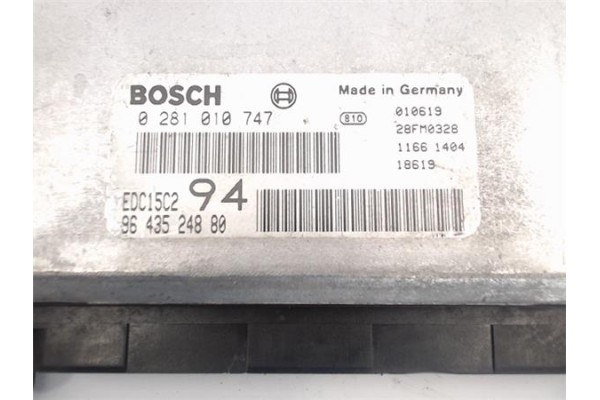 BOSCH Made in Germany
0 281 010 747 810 010619
28FM0328
1166 1404
18619
EDC15C2 94
96 435 248 80